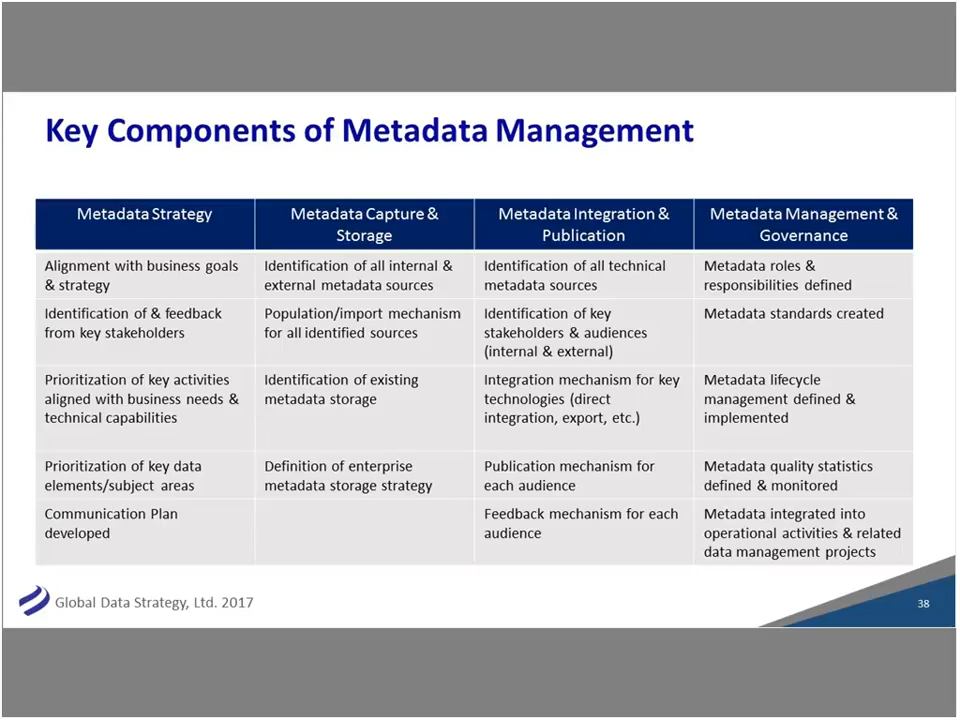 Key Components of Metadata Management
Metadata Strategy
Metadata Capture &
Storage
Metadata Integration &
Publication
Metadata Management &
Governance
Alignment with business goals
& strategy
Identification of all internal &
external metadata sources
Identification of all technical
metadata sources
Metadata roles &
responsibilities defined
Identification of & feedback
from key stakeholders
Population/import mechanism
for all identified sources
Identification of key
stakeholders & audiences
(internal & external)
Metadata standards created
Prioritization of key activities
aligned with business needs &
technical capabilities
Identification of existing
metadata storage
Integration mechanism for key
technologies (direct
integration, export, etc.)
Metadata lifecycle
management defined &
implemented
Prioritization of key data
elements/subject areas
Definition of enterprise
metadata storage strategy
Publication mechanism for
each audience
Metadata quality statistics
defined & monitored
Communication Plan
developed
Feedback mechanism for each
audience
Metadata integrated into
operational activities & related
data management projects
Global Data Strategy, Ltd. 2017
38